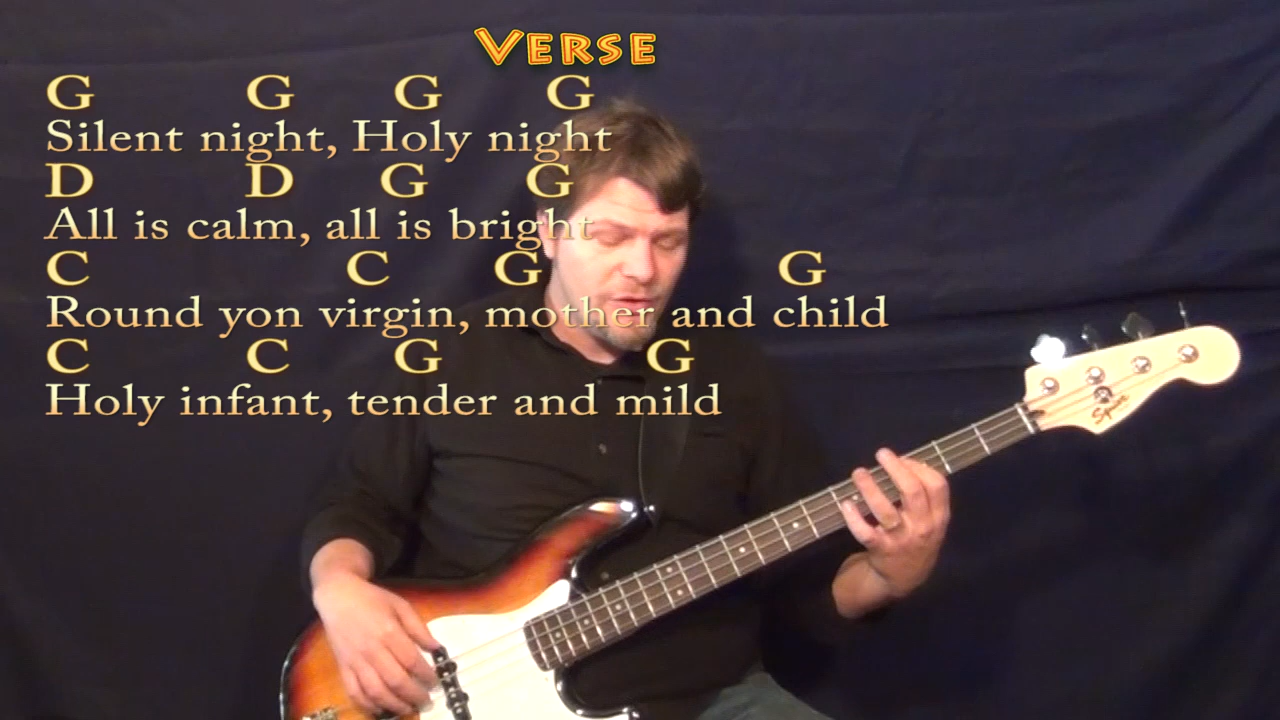 VERSE
G G G G
Silent night, Holy night
D D G G
All is calm, all is bright
C C G G
Round yon virgin, mother and child
C C G G
Holy infant, tender and mild
Squier